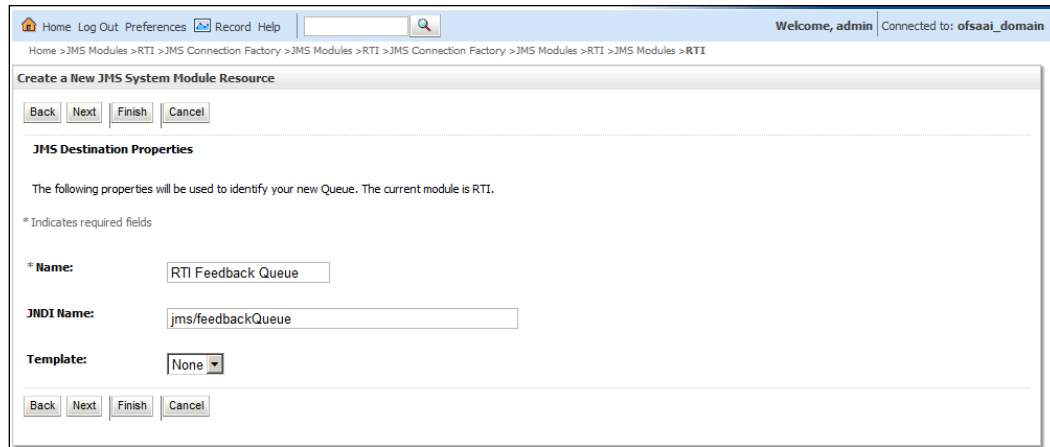 Home Log Out Preferences Record Help Welcome, admin Connected to: ofsaai_domain
Home >JMS Modules >RTI >JMS Connection Factory >JMS Modules >RTI >JMS Connection Factory >JMS Modules >RTI >JMS Modules >RTI
Create a New JMS System Module Resource
Back Next Finish Cancel
JMS Destination Properties
The following properties will be used to identify your new Queue. The current module is RTI.
* Indicates required fields
* Name: RTI Feedback Queue
JNDI Name: jms/feedbackQueue
Template: None
Back Next Finish Cancel